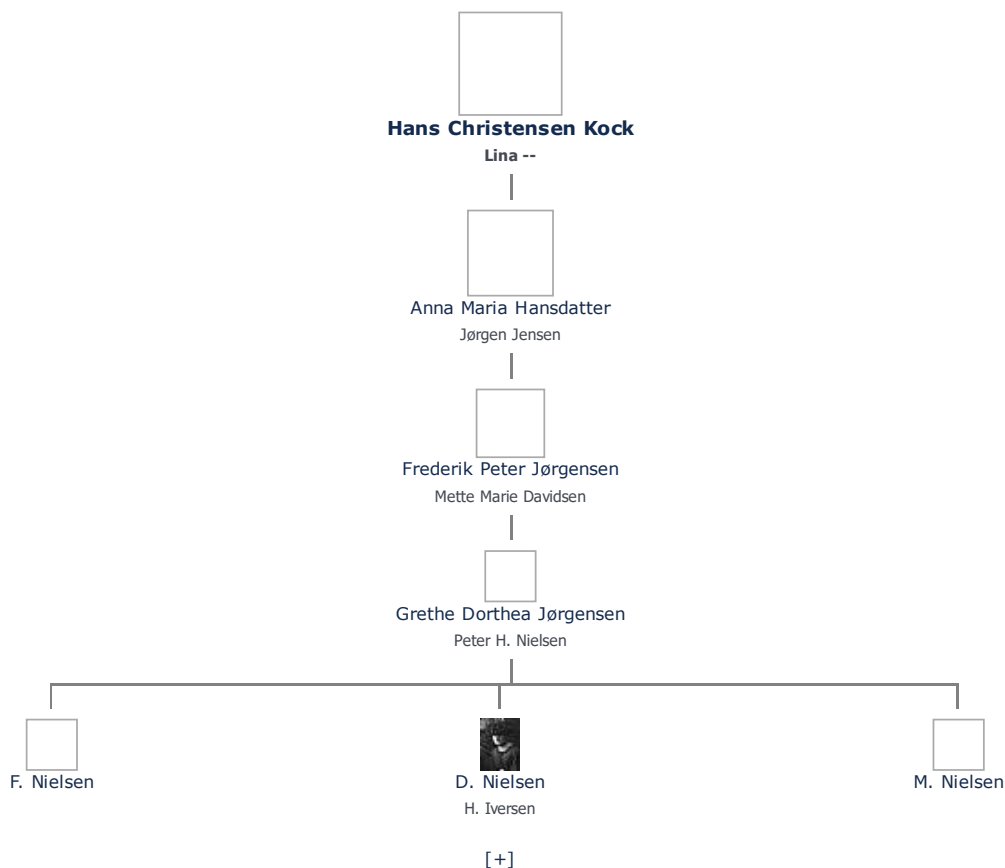 Hans Christensen Kock
Lina --
Anna Maria Hansdatter
Jørgen Jensen
Frederik Peter Jørgensen
Mette Marie Davidsen
Grethe Dorthea Jørgensen
Peter H. Nielsen
F. Nielsen
D. Nielsen
M. Nielsen
H. Iversen
[+]